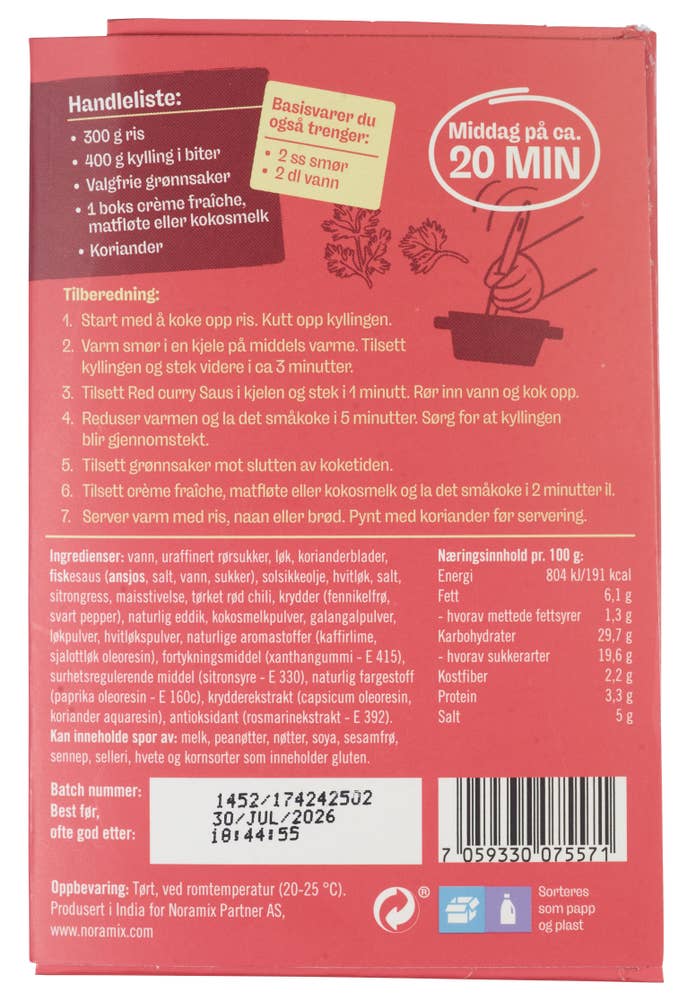 Handleliste:
• 300 g ris
• 400 g kylling i biter
• Valgfrie grønnsaker
• 1 boks crème fraîche,
matfløte eller kokosmelk
• Koriander
Basisvarer du
også trenger:
• 2 ss smør
• 2 dl vann
Middag på ca.
20 MIN
Tilberedning:
1. Start med å koke opp ris. Kutt opp kyllingen.
2. Varm smør i en kjele på middels varme. Tilsett
kyllingen og stek videre i ca 3 minutter.
3. Tilsett Red curry Saus i kjelen og stek i 1 minutt. Rør inn vann og kok opp.
4. Reduser varmen og la det småkoke i 5 minutter. Sørg for at kyllingen
blir gjennomstekt.
5. Tilsett grønnsaker mot slutten av koketiden.
6. Tilsett crème fraîche, matfløte eller kokosmelk og la det småkoke i 2 minutter il.
7. Server varm med ris, naan eller brød. Pynt med koriander før servering.
Ingredienser: vann, uraffinert rørsukker, løk, korianderblader,
fiskesaus (ansjos, salt, vann, sukker), solsikkeolje, hvitløk, salt,
sitrongress, maisstivelse, tørket rød chili, krydder (fennikelfrø,
svart pepper), naturlig eddik, kokosmelkpulver, galangalpulver,
løkpulver, hvitløkspulver, naturlige aromastoffer (kaffirlime,
sjalottløk oleoresin), fortykningsmiddel (xanthangummi - E 415),
surhetsregulerende middel (sitronsyre - E 330), naturlig fargestoff
(paprika oleoresin - E 160c), krydderekstrakt (capsicum oleoresin,
koriander aquaresin), antioksidant (rosmarinekstrakt - E 392).
Kan inneholde spor av: melk, peanøtter, nøtter, soya, sesamfrø,
sennep, selleri, hvete og kornsorter som inneholder gluten.
Næringsinnhold pr. 100 g:
Energi 804 kJ/191 kcal
Fett 6,1 g
- hvorav mettede fettsyrer 1,3 g
Karbohydrater 29,7 g
- hvorav sukkerarter 19,6 g
Kostfiber 2,2 g
Protein 3,3 g
Salt 5 g
Batch nummer:
Best før,
ofte god etter:
1452/174242502
30/JUL/2026
18:44:55
7 059330 075571
Oppbevaring: Tørt, ved romtemperatur (20-25 °C).
Produsert i India for Noramix Partner AS,
www.noramix.com
®
Sorteres
som papp
og plast